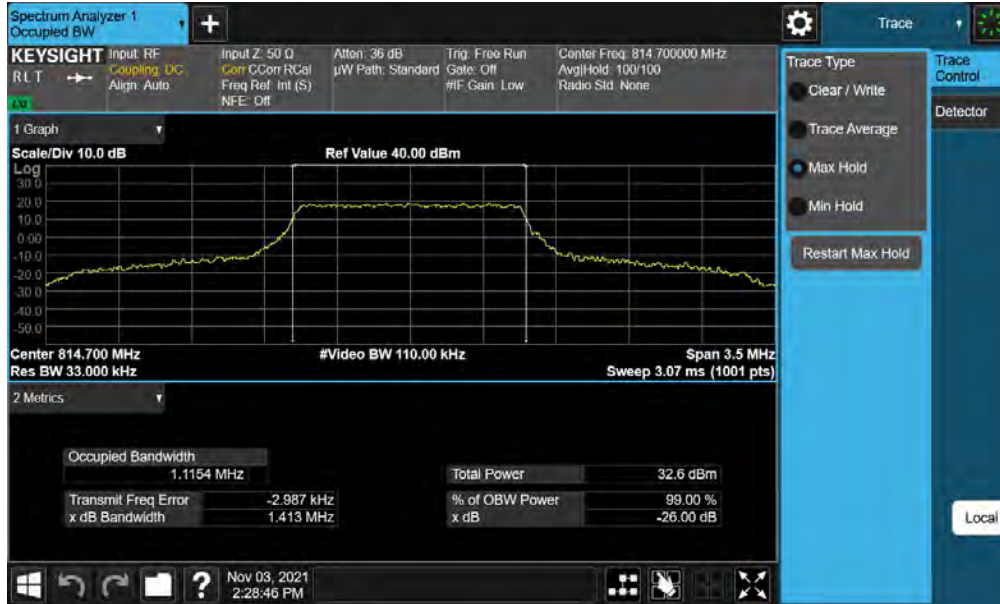 Spectrum Analyzer 1
Occupied BW
+
Trace
KEYSIGHT
RLT
LXI
Input: RF
Coupling: DC
Align: Auto
Input Z: 50 Ω
Corr CCorr RCal
Freq Ref: Int (S)
NFE: Off
Atten: 36 dB
µW Path: Standard
Trig: Free Run
Gate: Off
#IF Gain: Low
Center Freq: 814.700000 MHz
Avg|Hold: 100/100
Radio Std: None
1 Graph
Scale/Div 10.0 dB
Ref Value 40.00 dBm
Log
30.0
20.0
10.0
0.00
-10.0
-20.0
-30.0
-40.0
-50.0
Center 814.700 MHz
#Video BW 110.00 kHz
Span 3.5 MHz
Res BW 33.000 kHz
Sweep 3.07 ms (1001 pts)
2 Metrics
Occupied Bandwidth
1.1154 MHz
Total Power
32.6 dBm
Transmit Freq Error
-2.987 kHz
% of OBW Power
99.00 %
x dB Bandwidth
1.413 MHz
x dB
-26.00 dB
Trace Type
Clear / Write
Trace Average
Max Hold
Min Hold
Restart Max Hold
Trace
Control
Detector
Local
?
Nov 03, 2021
2:28:46 PM